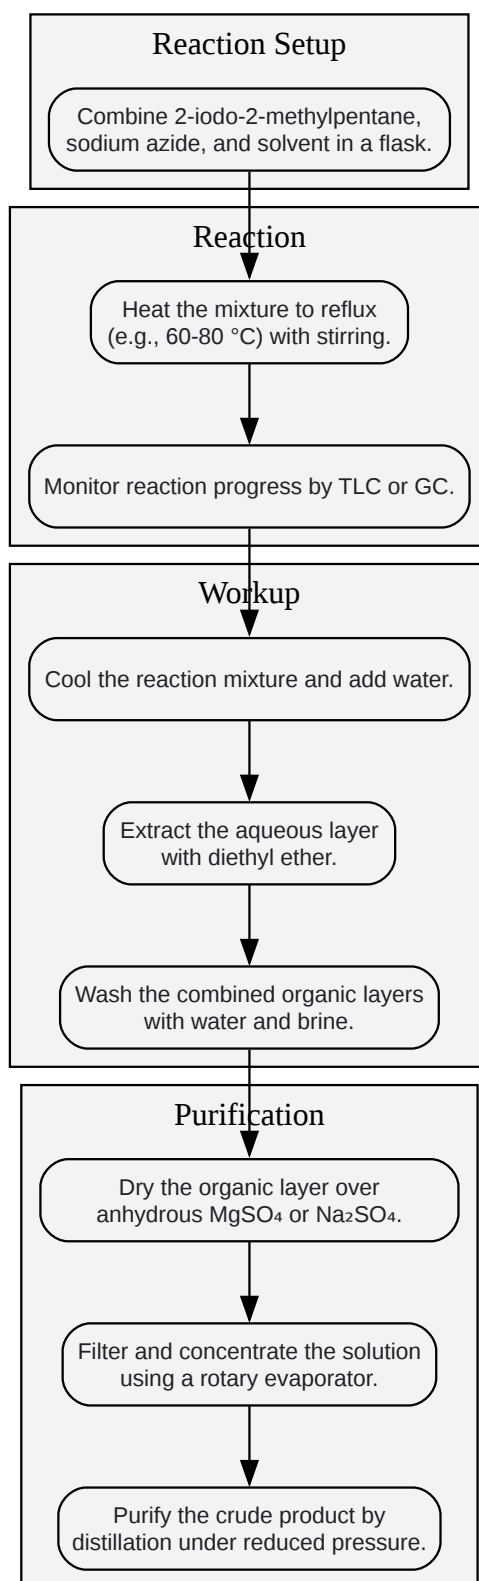 Reaction Setup
Combine 2-iodo-2-methylpentane,
sodium azide, and solvent in a flask.
Reaction
Heat the mixture to reflux
(e.g., 60-80 °C) with stirring.
Monitor reaction progress by TLC or GC.
Workup
Cool the reaction mixture and add water.
Extract the aqueous layer
with diethyl ether.
Wash the combined organic layers
with water and brine.
Purification
Dry the organic layer over
anhydrous MgSO₄ or Na₂SO₄.
Filter and concentrate the solution
using a rotary evaporator.
Purify the crude product by
distillation under reduced pressure.